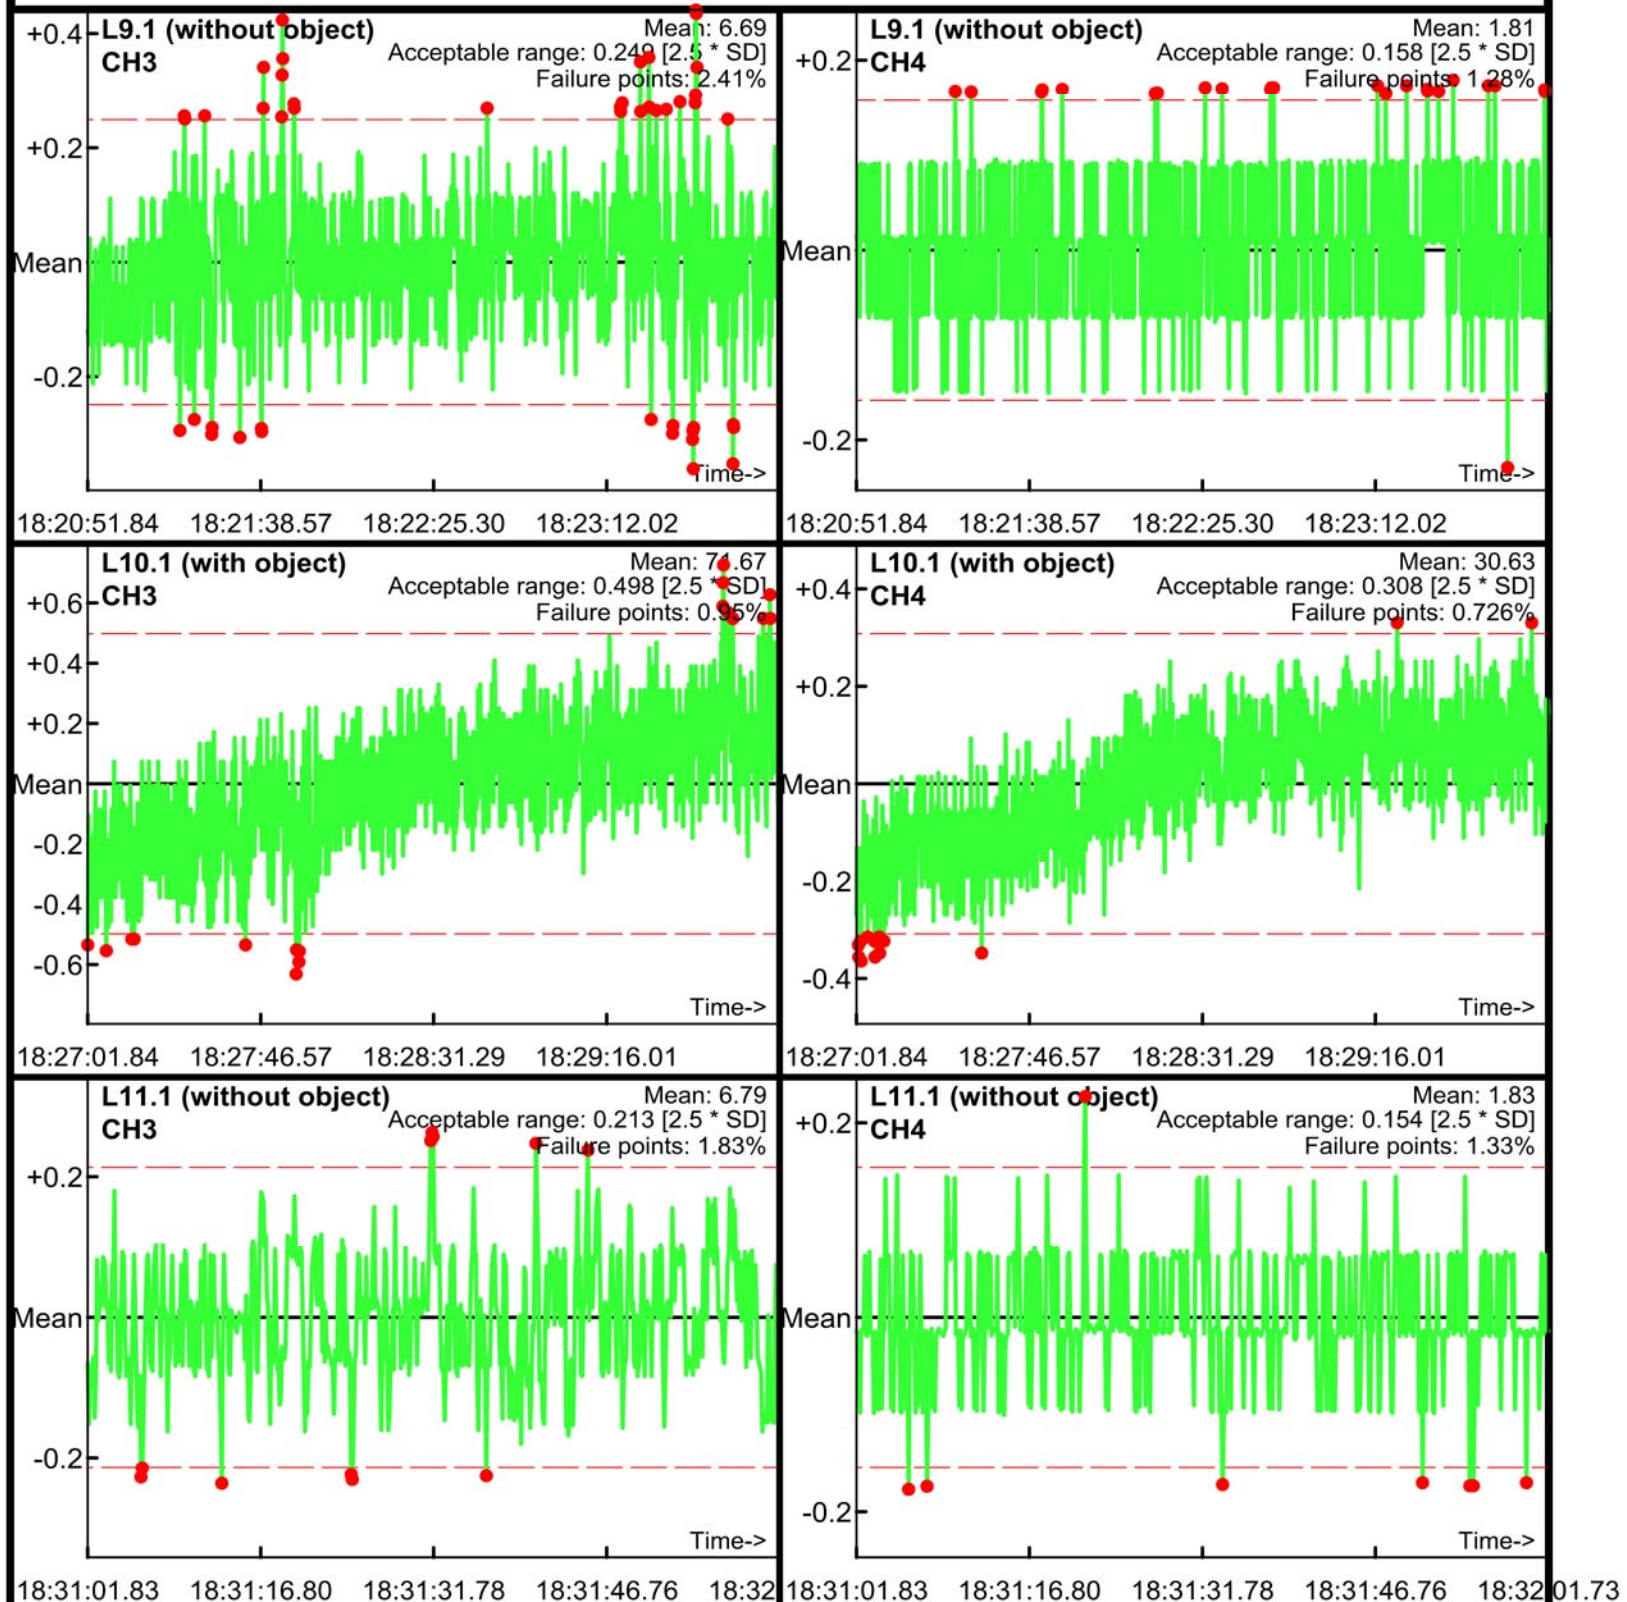 L9.1 (without object)
CH3
Mean: 6.69
Acceptable range: 0.249 [2.5 * SD]
Failure points: 2.41%
+0.4
+0.2
Mean
-0.2
Time->
18:20:51.84 18:21:38.57 18:22:25.30 18:23:12.02
L9.1 (without object)
CH4
Mean: 1.81
Acceptable range: 0.158 [2.5 * SD]
Failure points: 1.28%
+0.2
Mean
-0.2
Time->
18:20:51.84 18:21:38.57 18:22:25.30 18:23:12.02
L10.1 (with object)
CH3
Mean: 71.67
Acceptable range: 0.498 [2.5 * SD]
Failure points: 0.95%
+0.6
+0.4
+0.2
Mean
-0.2
-0.4
-0.6
Time->
18:27:01.84 18:27:46.57 18:28:31.29 18:29:16.01
L10.1 (with object)
CH4
Mean: 30.63
Acceptable range: 0.308 [2.5 * SD]
Failure points: 0.726%
+0.4
+0.2
Mean
-0.2
-0.4
Time->
18:27:01.84 18:27:46.57 18:28:31.29 18:29:16.01
L11.1 (without object)
CH3
Mean: 6.79
Acceptable range: 0.213 [2.5 * SD]
Failure points: 1.83%
+0.2
Mean
-0.2
Time->
18:31:01.83 18:31:16.80 18:31:31.78 18:31:46.76 18:32
L11.1 (without object)
CH4
Mean: 1.83
Acceptable range: 0.154 [2.5 * SD]
Failure points: 1.33%
+0.2
Mean
-0.2
Time->
18:31:01.83 18:31:16.80 18:31:31.78 18:31:46.76 18:32:01.73